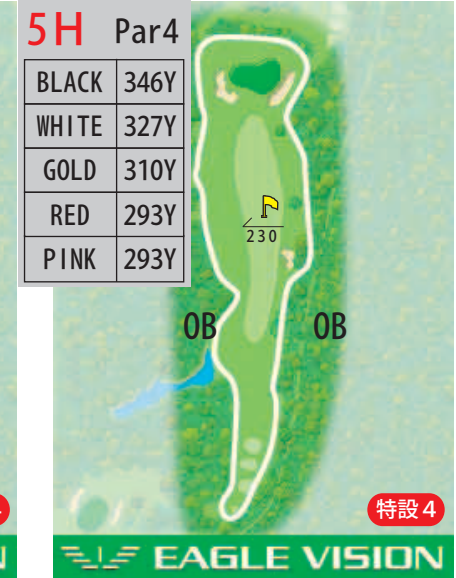 5H Par4
BLACK 346Y
WHITE 327Y
GOLD 310Y
RED 293Y
PINK 293Y
230
OB OB
特設4
EAGLE VISION